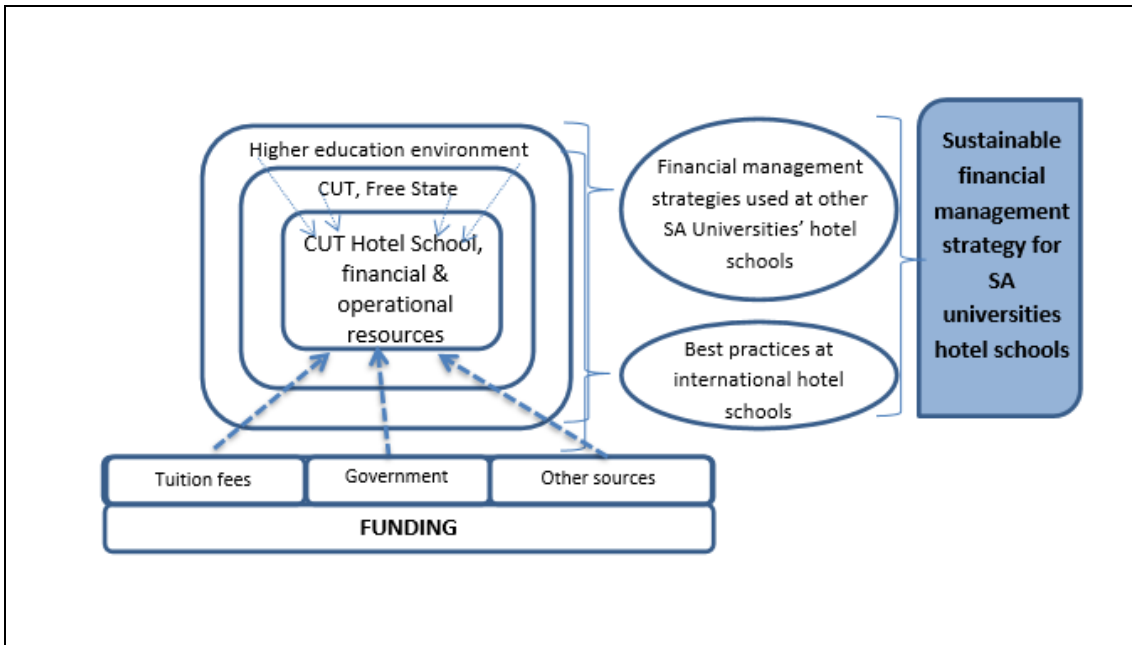 Higher education environment
CUT, Free State
CUT Hotel School,
financial &
operational
resources
Tuition fees
Government
Other sources
FUNDING
Financial management
strategies used at other
SA Universities’ hotel
schools
Best practices at
international hotel
schools
Sustainable
financial
management
strategy for
SA
universities
hotel schools